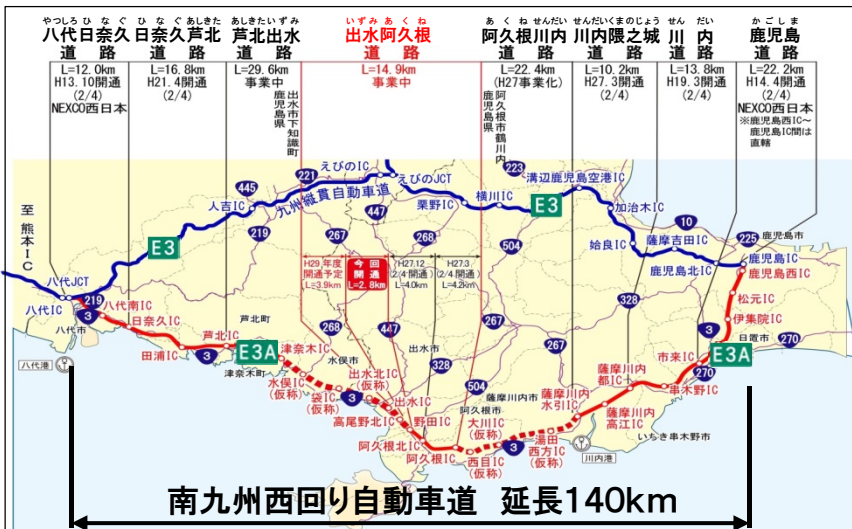 やつしろ ひ な ぐ
八代日奈久
道路
L=12.0km
H13.10開通
(2/4)
NEXCO西日本
ひ な ぐ あしきた
日奈久芦北
道路
L=16.8km
H21.4開通
(2/4)
あしきた いずみ
芦北出水
道路
L=29.6km
事業中
いずみ あ く ね
出水阿久根
道路
L=14.9km
事業中
あ く ね せんだい
阿久根川内
道路
L=22.4km
(H27事業化)
せんだい くまのじょう
川内隈之城
道路
L=10.2km
H27.3開通
(2/4)
せん だい
川内
道路
L=13.8km
H19.3開通
(2/4)
かごしま
鹿児島
道路
L=22.2km
H14.4開通
(2/4)
NEXCO西日本
※鹿児島西IC~
鹿児島IC間は
直轄
鹿児島県
出水市下知識町
鹿児島県
阿久根市鶴川内
至 熊本IC
八代JCT
八代IC
八代市
八代港
人吉IC
九州縦貫自動車道
えびのIC
えびのJCT
栗野IC
横川IC
溝辺鹿児島空港IC
加治木IC
姶良IC
薩摩吉田IC
鹿児島北IC
鹿児島市
鹿児島IC
鹿児島西IC
松元IC
伊集院IC
日置市
市来IC
串木野IC
いちき串木野市
E3
E3
E3A
E3A
445
221
219
267
447
268
223
504
10
225
328
267
219
3
3
268
447
328
504
3
3
3
270
270
H29年度
開通予定
L=3.9km
今回
開通
L=2.8km
H27.12
(2/4開通)
L=4.0km
H27.3
(2/4開通)
L=4.2km
八代南IC
日奈久IC
田浦IC
芦北町
芦北IC
津奈木町
津奈木IC
水俣市
水俣IC
(仮称)
袋IC
(仮称)
出水市
出水北IC
(仮称)
出水IC
高尾野北IC
野田IC
阿久根北IC
阿久根IC
阿久根市
大川IC
(仮称)
西目IC
(仮称)
湯田
西方IC
(仮称)
薩摩川内市
薩摩川内
水引IC
川内港
薩摩川内
高江IC
薩摩川内
都IC
南九州西回り自動車道 延長140km